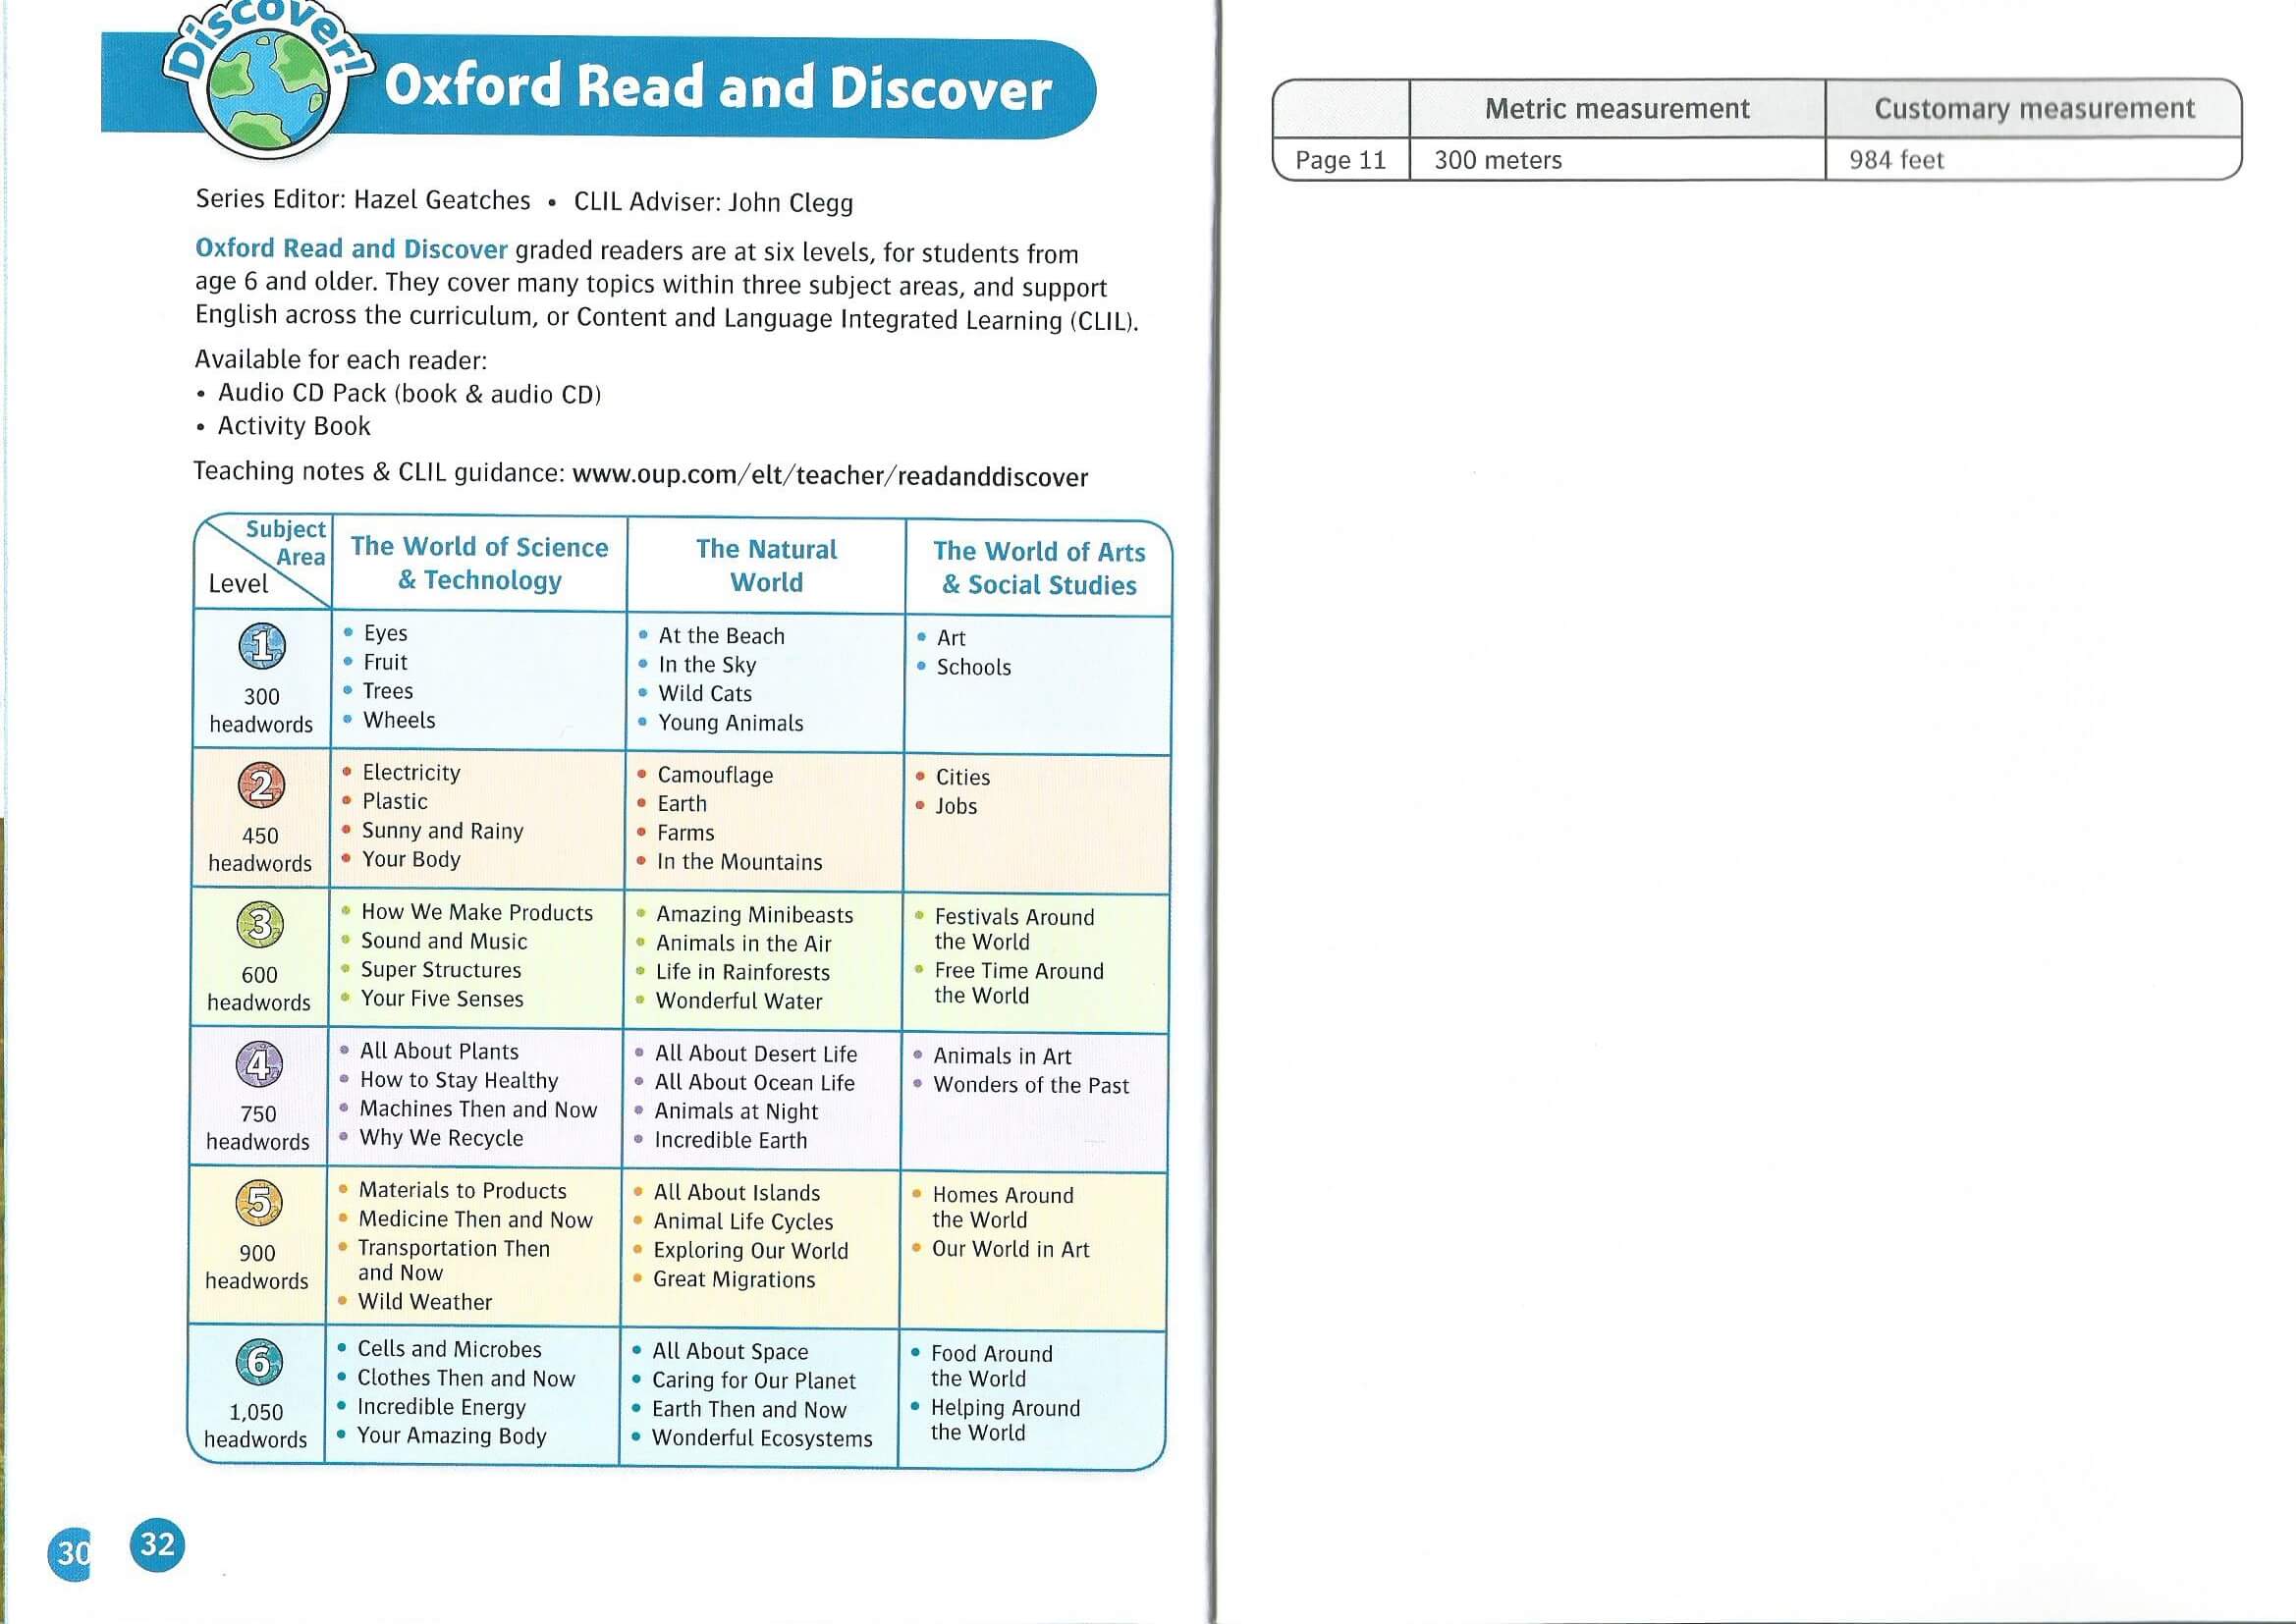 Discover!
Oxford Read and Discover
Series Editor: Hazel Geatches • CLIL Adviser: John Clegg
Oxford Read and Discover graded readers are at six levels, for students from
age 6 and older. They cover many topics within three subject areas, and support
English across the curriculum, or Content and Language Integrated Learning (CLIL).
Available for each reader:
• Audio CD Pack (book & audio CD)
• Activity Book
Teaching notes & CLIL guidance: www.oup.com/elt/teacher/readanddiscover
Subject
Area
Level
The World of Science
& Technology
The Natural
World
The World of Arts
& Social Studies
1
300
headwords
• Eyes
• Fruit
• Trees
• Wheels
• At the Beach
• In the Sky
• Wild Cats
• Young Animals
• Art
• Schools
2
450
headwords
• Electricity
• Plastic
• Sunny and Rainy
• Your Body
• Camouflage
• Earth
• Farms
• In the Mountains
• Cities
• Jobs
3
600
headwords
• How We Make Products
• Sound and Music
• Super Structures
• Your Five Senses
• Amazing Minibeasts
• Animals in the Air
• Life in Rainforests
• Wonderful Water
• Festivals Around
the World
• Free Time Around
the World
4
750
headwords
• All About Plants
• How to Stay Healthy
• Machines Then and Now
• Why We Recycle
• All About Desert Life
• All About Ocean Life
• Animals at Night
• Incredible Earth
• Animals in Art
• Wonders of the Past
5
900
headwords
• Materials to Products
• Medicine Then and Now
• Transportation Then
and Now
• Wild Weather
• All About Islands
• Animal Life Cycles
• Exploring Our World
• Great Migrations
• Homes Around
the World
• Our World in Art
6
1,050
headwords
• Cells and Microbes
• Clothes Then and Now
• Incredible Energy
• Your Amazing Body
• All About Space
• Caring for Our Planet
• Earth Then and Now
• Wonderful Ecosystems
• Food Around
the World
• Helping Around
the World
30
32
Metric measurement
Customary measurement
Page 11
300 meters
984 feet